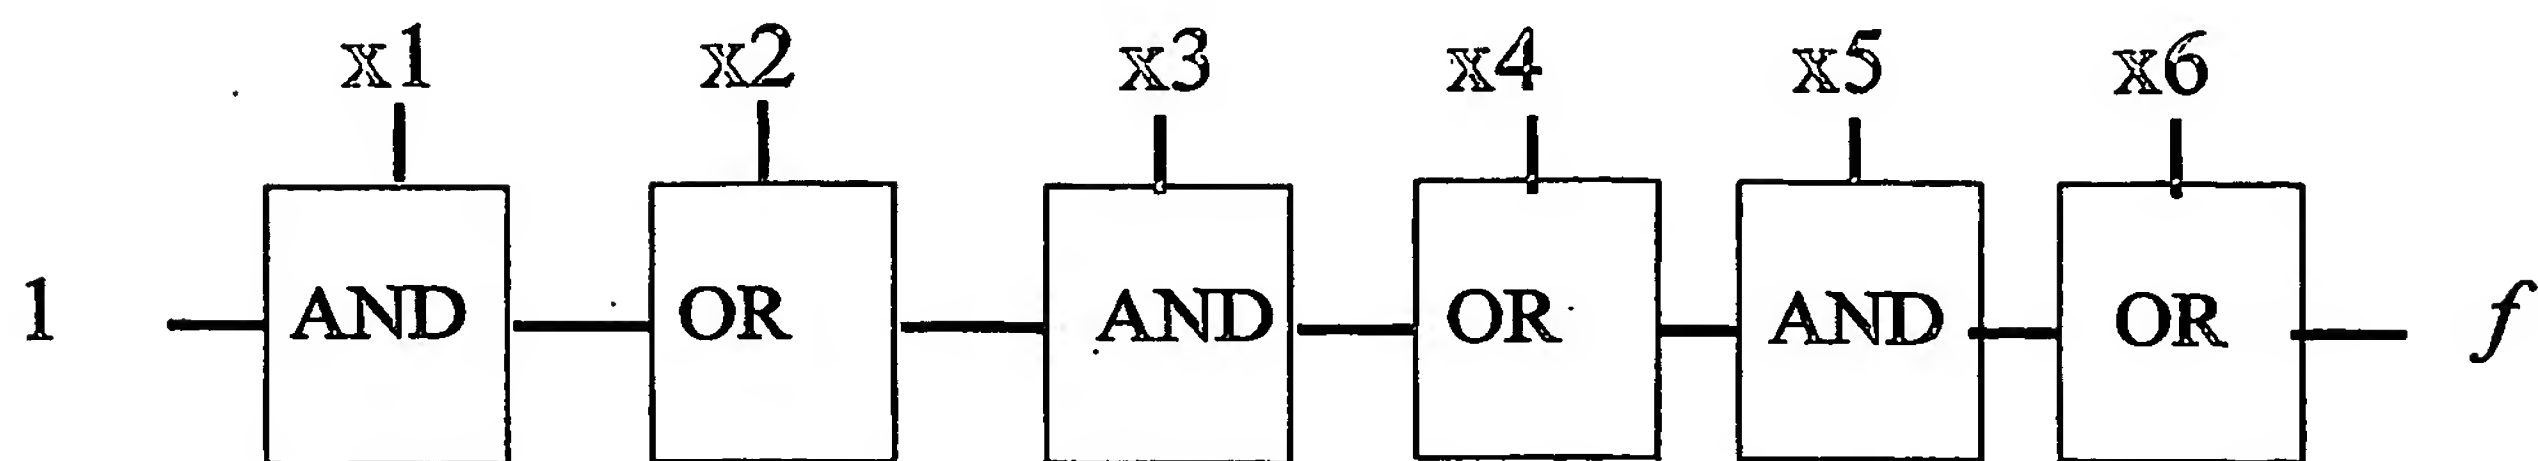 x1 x2 x3 x4 x5 x6
1 AND OR AND OR AND OR f